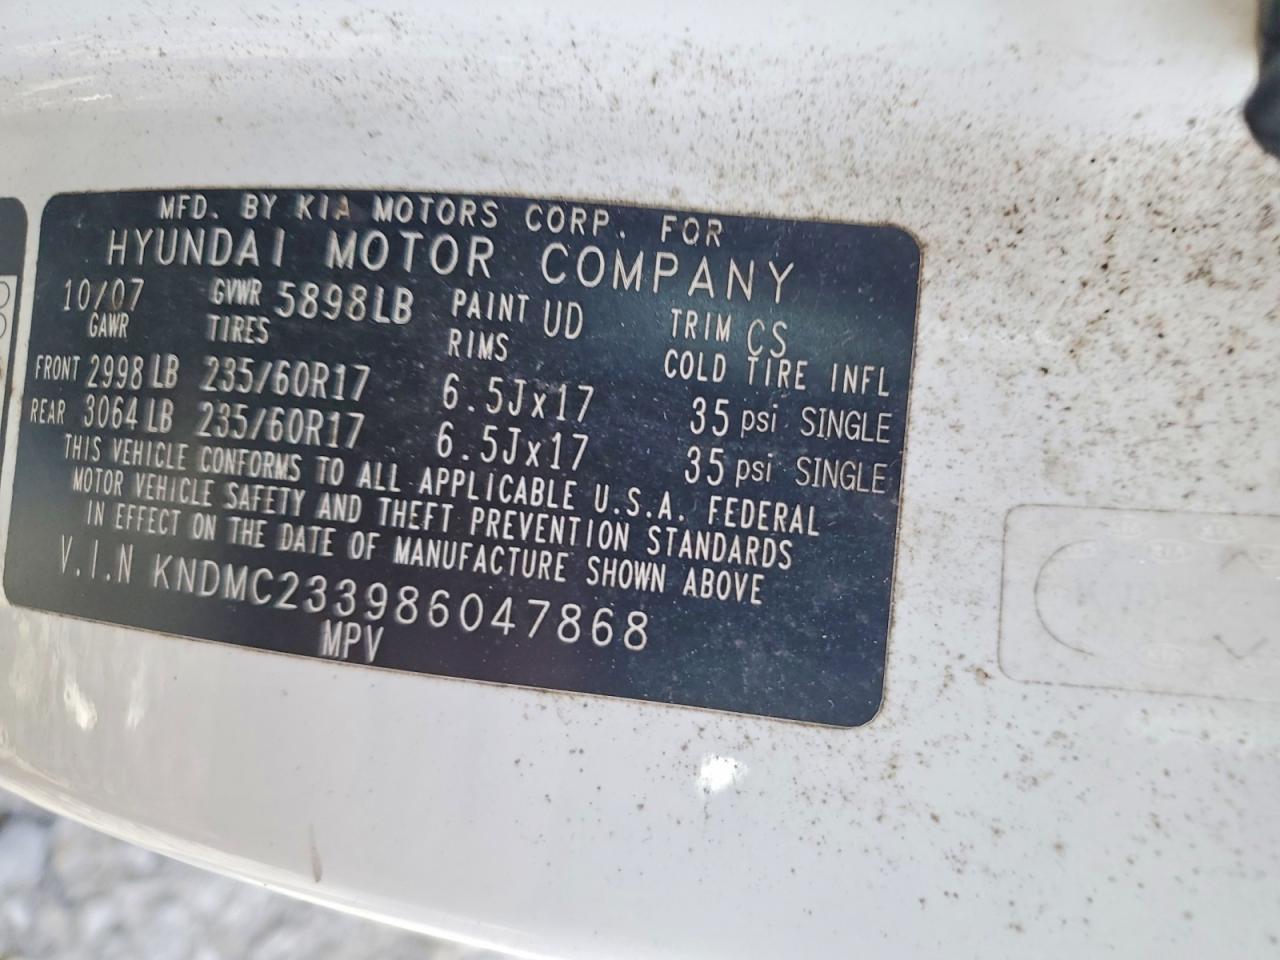 MFD. BY KIA MOTORS CORP. FOR
HYUNDAI MOTOR COMPANY
10/07 GVWR 5898LB PAINT UD TRIM CS
GAWR TIRES RIMS COLD TIRE INFL
FRONT 2998 LB 235/60R17 6.5Jx17 35 psi SINGLE
REAR 3064 LB 235/60R17 6.5Jx17 35 psi SINGLE
THIS VEHICLE CONFORMS TO ALL APPLICABLE U.S.A. FEDERAL
MOTOR VEHICLE SAFETY AND THEFT PREVENTION STANDARDS
IN EFFECT ON THE DATE OF MANUFACTURE SHOWN ABOVE
V.I.N KNDMC233986047868
MPV